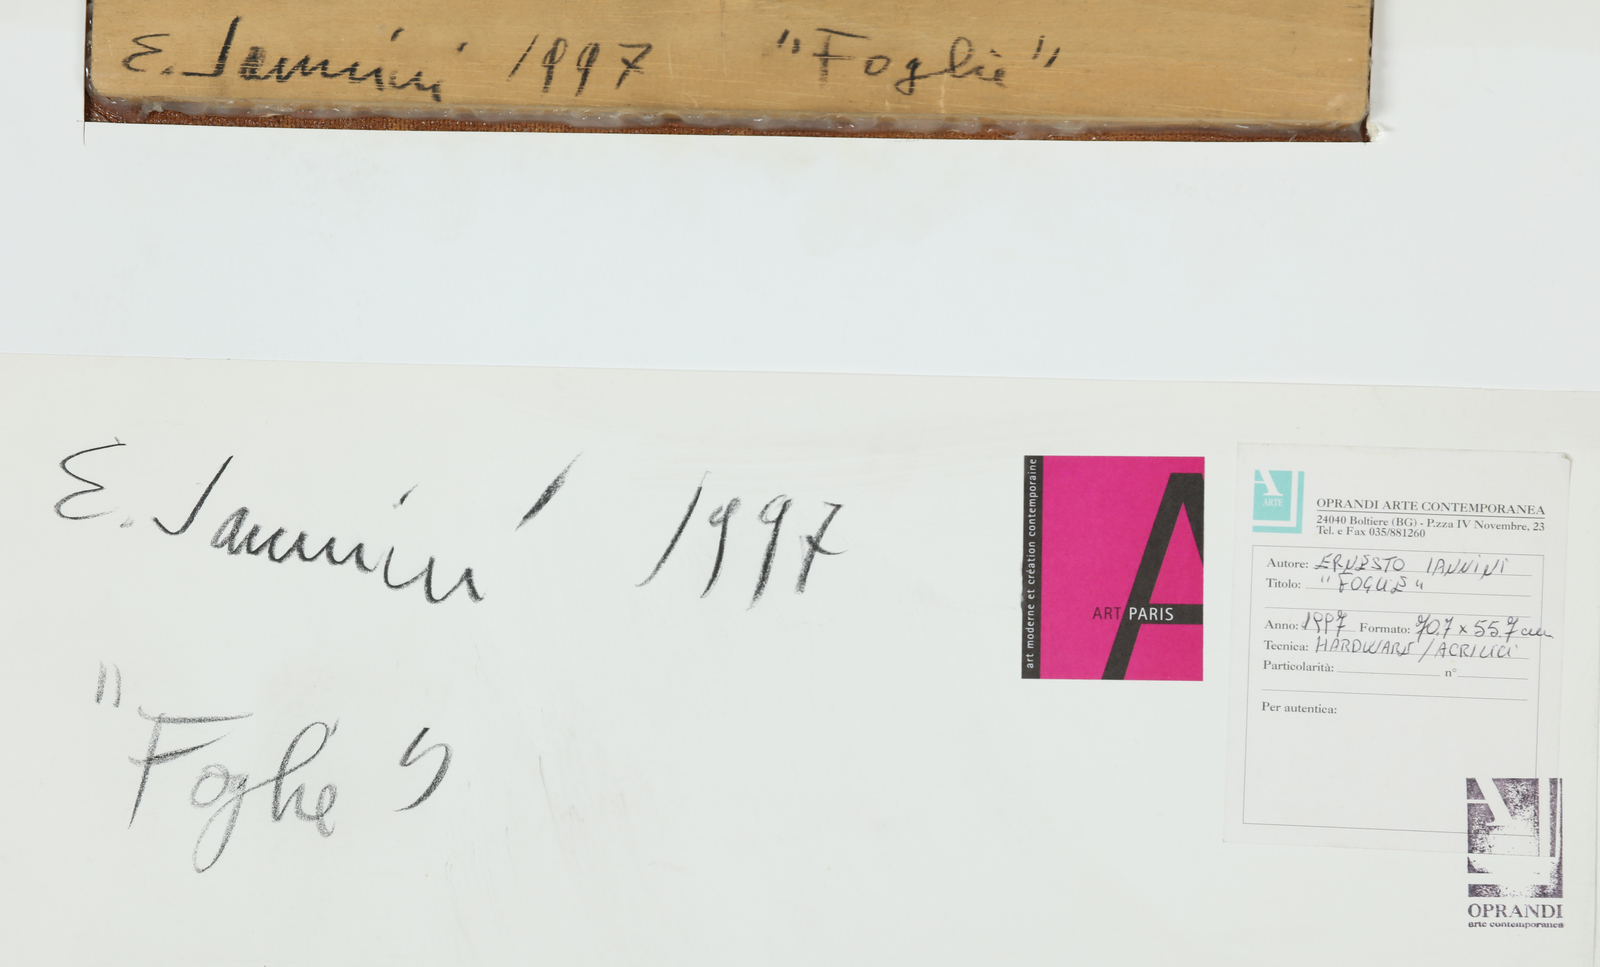 E. Iannini 1997 "Foglie"
E. Iannini 1997
"Foglie"
art moderne et création contemporaine
ART PARIS
ARTE
OPRANDI ARTE CONTEMPORANEA
24040 Boltiere (BG) - P.zza IV Novembre, 23
Tel. e Fax 035/881260
Autore: ERNESTO IANNINI
Titolo: "FOGLIE"
Anno: 1997 Formato: 70.7 x 55.7 cm
Tecnica: HARDWARE / ACRILICI
Particolarità: n°
Per autentica:
OPRANDI
arte contemporanea